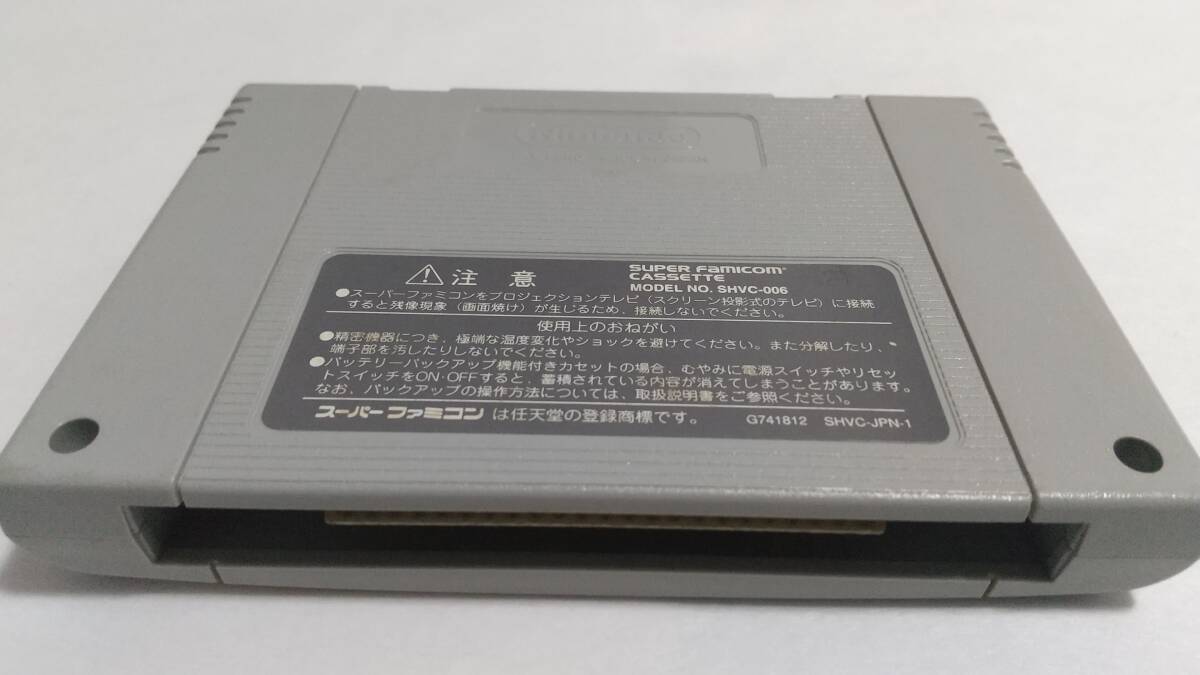 Nintendo
注意
SUPER FAMICOM
CASSETTE
MODEL NO. SHVC-006
●スーパーファミコンをプロジェクションテレビ（スクリーン投影式のテレビ）に接続
すると残像現象（画面焼け）が生じるため、接続しないでください。
使用上のおねがい
●精密機器につき、極端な温度変化やショックを避けてください。また分解したり、
端子部を汚したりしないでください。
●バッテリーバックアップ機能付きカセットの場合、むやみに電源スイッチやリセッ
トスイッチをON・OFFすると、蓄積されている内容が消えてしまうことがあります。
なお、バックアップの操作方法については、取扱説明書をご参照ください。
スーパーファミコン は任天堂の登録商標です。
G741812 SHVC-JPN-1